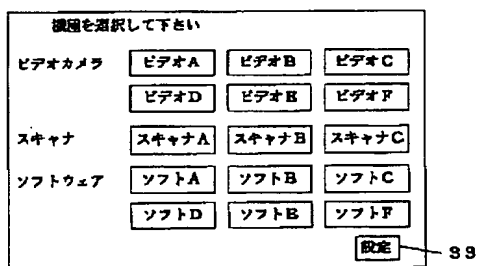 機種を選択して下さい
ビデオカメラ ビデオA ビデオB ビデオC
ビデオD ビデオE ビデオF
スキャナ スキャナA スキャナB スキャナC
ソフトウェア ソフトA ソフトB ソフトC
ソフトD ソフトE ソフトF
設定 33